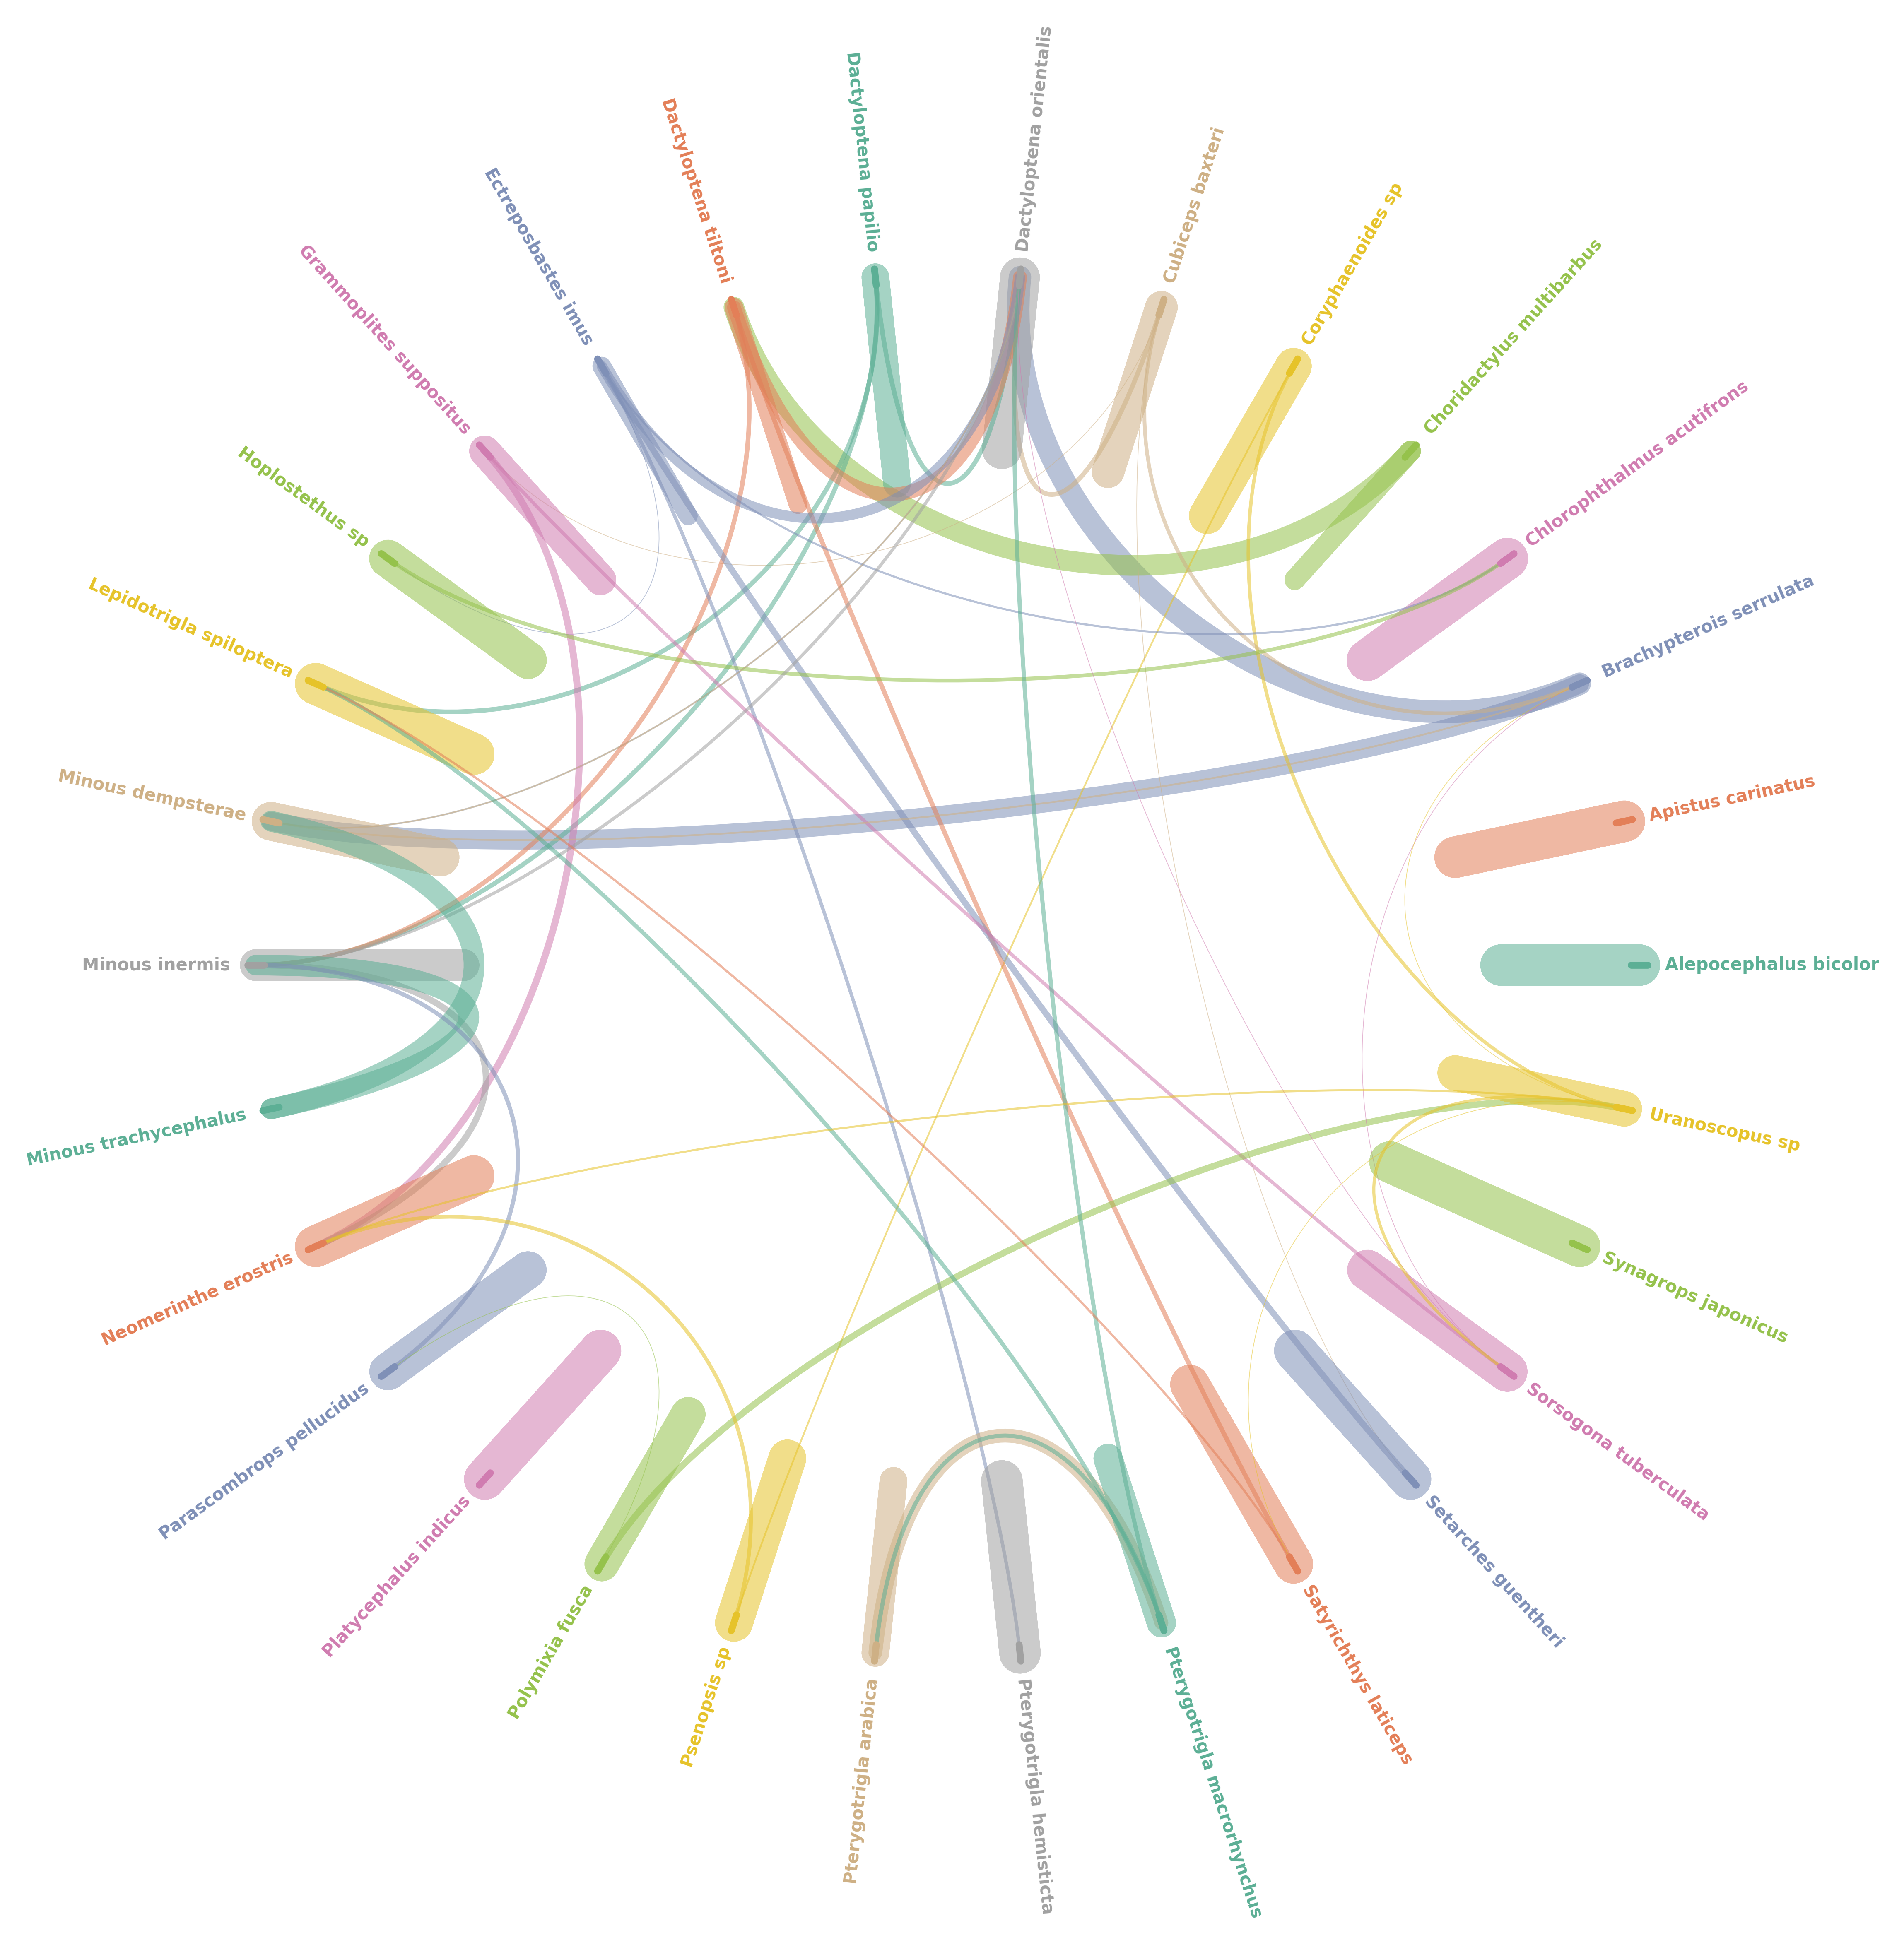 Dactyloptena orientalis
Dactyloptena papilio
Dactyloptena tiltoni
Cubiceps baxteri
Ectreposbastes imus
Coryphaenoides sp
Grammoplites suppositus
Choridactylus multibarbus
Hoplostethus sp
Chlorophthalmus acutifrons
Lepidotrigla spiloptera
Brachypterois serrulata
Minous dempsterae
Apistus carinatus
Minous inermis
Alepocephalus bicolor
Minous trachycephalus
Uranoscopus sp
Neomerinthe erostris
Synagrops japonicus
Parascombrops pellucidus
Sorsogona tuberculata
Platycephalus indicus
Setarches guentheri
Polymixia fusca
Satyrichthys laticeps
Psenopsis sp
Pterygotrigla arabica
Pterygotrigla hemisticta
Pterygotrigla macrorhynchus